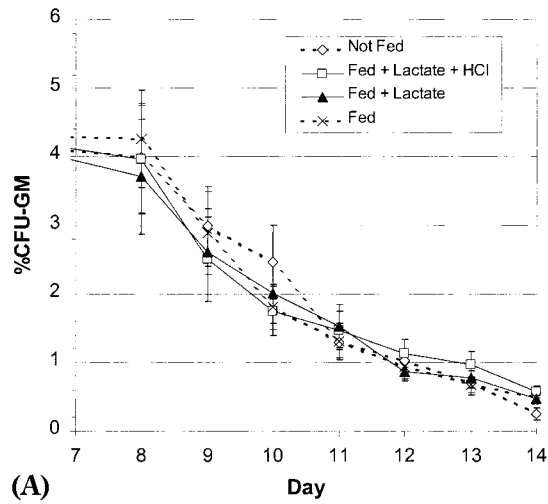 6
5
4
3
2
1
0
%CFU-GM
Not Fed
Fed + Lactate + HCl
Fed + Lactate
Fed
7 8 9 10 11 12 13 14
Day
(A)